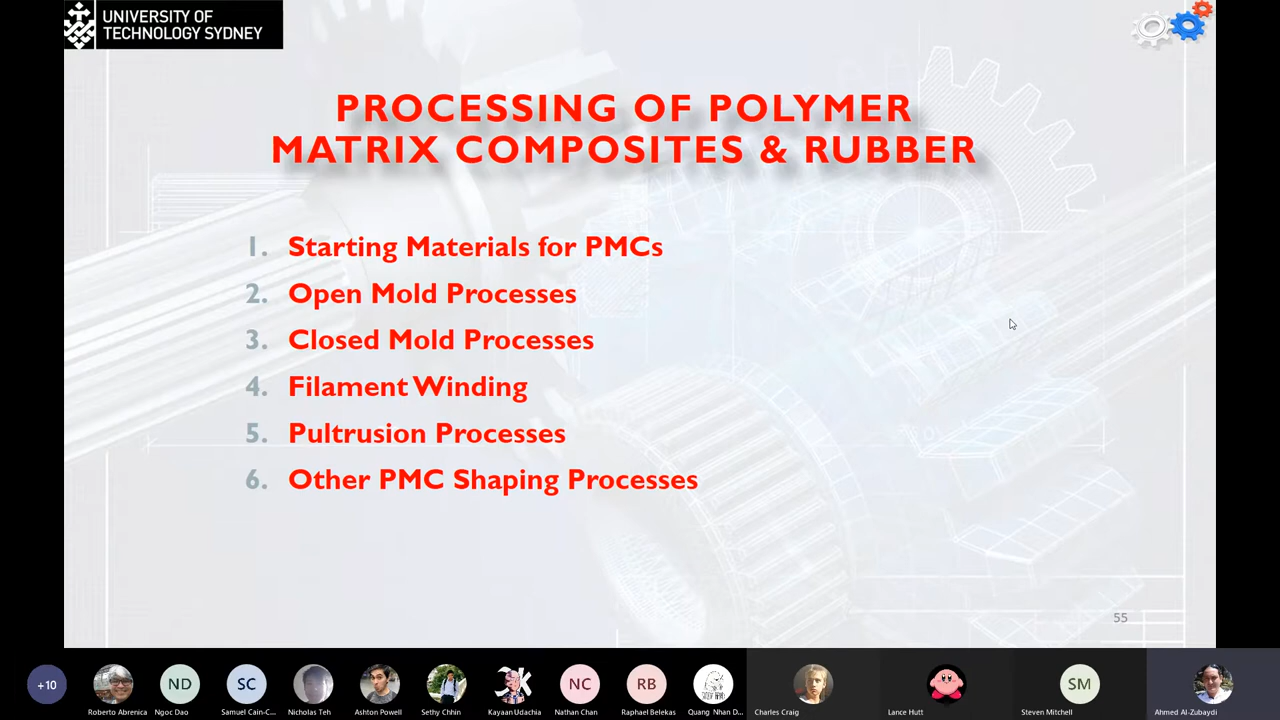 UNIVERSITY OF
TECHNOLOGY SYDNEY
PROCESSING OF POLYMER
MATRIX COMPOSITES & RUBBER
1. Starting Materials for PMCs
2. Open Mold Processes
3. Closed Mold Processes
4. Filament Winding
5. Pultrusion Processes
6. Other PMC Shaping Processes
55
+10
ND
SC
NC
RB
SM
Roberto Abrenica
Ngoc Dao
Samuel Cain-C...
Nicholas Teh
Ashton Powell
Sethy Chhin
Kayaan Udachia
Nathan Chan
Raphael Belekas
Quang Nhan D...
Charles Craig
Lance Hutt
Steven Mitchell
Ahmed Al-Zubaydi